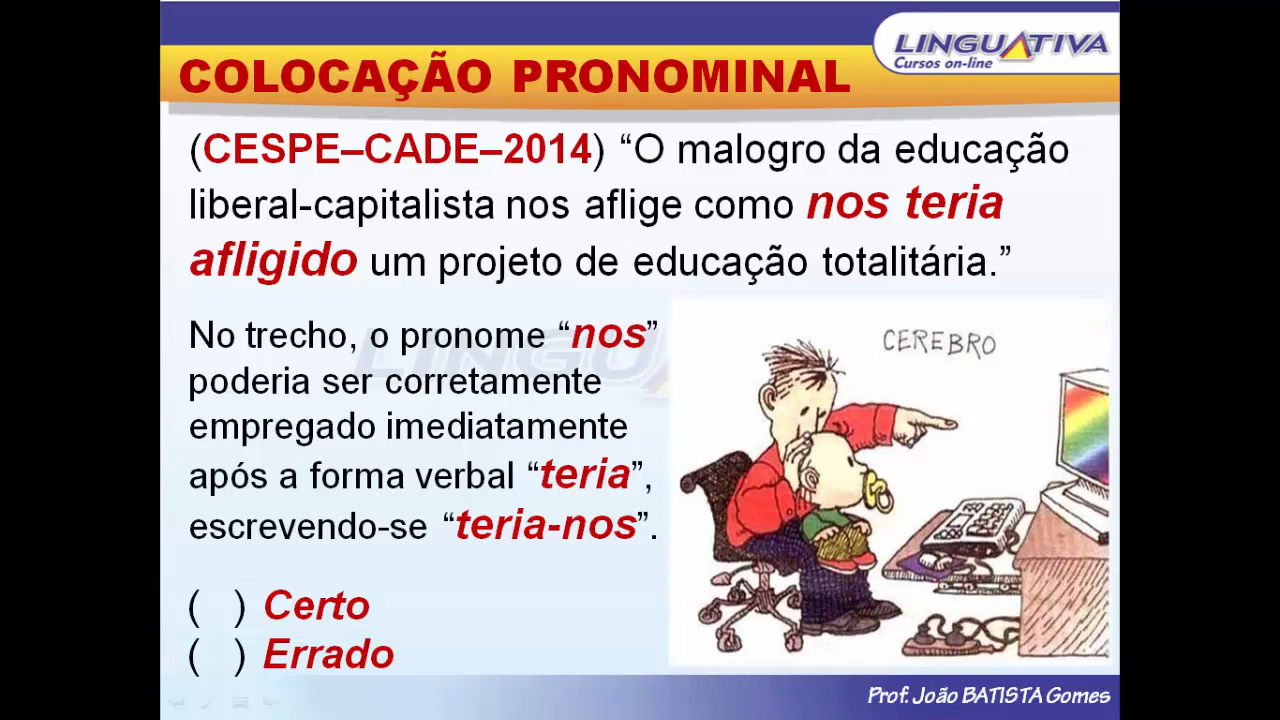 LINGUATIVA
Cursos on-line
COLOCAÇÃO PRONOMINAL
(CESPE–CADE–2014) “O malogro da educação
liberal-capitalista nos aflige como nos teria
afligido um projeto de educação totalitária.”
No trecho, o pronome “nos”
poderia ser corretamente
empregado imediatamente
após a forma verbal “teria”,
escrevendo-se “teria-nos”.
( ) Certo
( ) Errado
CEREBRO
Prof. João BATISTA Gomes